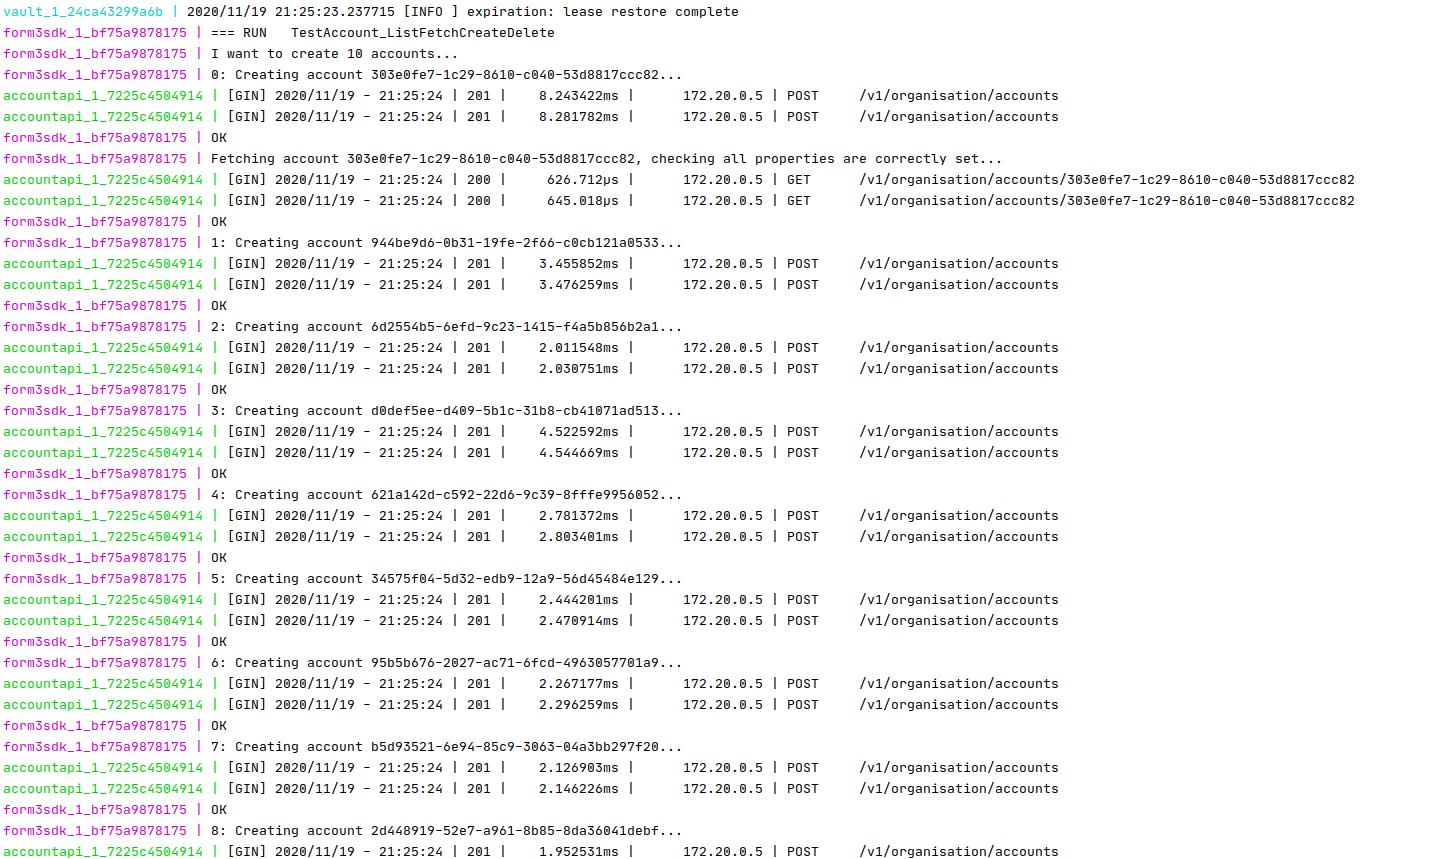 vault_1_24ca43299a6b | 2020/11/19 21:25:23.237715 [INFO ] expiration: lease restore complete
form3sdk_1_bf75a9878175 | === RUN   TestAccount_ListFetchCreateDelete
form3sdk_1_bf75a9878175 | I want to create 10 accounts...
form3sdk_1_bf75a9878175 | 0: Creating account 303e0fe7-1c29-8610-c040-53d8817ccc82...
accountapi_1_7225c4504914 | [GIN] 2020/11/19 - 21:25:24 | 201 |    8.243422ms |      172.20.0.5 | POST     /v1/organisation/accounts
accountapi_1_7225c4504914 | [GIN] 2020/11/19 - 21:25:24 | 201 |    8.281782ms |      172.20.0.5 | POST     /v1/organisation/accounts
form3sdk_1_bf75a9878175 | OK
form3sdk_1_bf75a9878175 | Fetching account 303e0fe7-1c29-8610-c040-53d8817ccc82, checking all properties are correctly set...
accountapi_1_7225c4504914 | [GIN] 2020/11/19 - 21:25:24 | 200 |     626.712µs |      172.20.0.5 | GET      /v1/organisation/accounts/303e0fe7-1c29-8610-c040-53d8817ccc82
accountapi_1_7225c4504914 | [GIN] 2020/11/19 - 21:25:24 | 200 |     645.018µs |      172.20.0.5 | GET      /v1/organisation/accounts/303e0fe7-1c29-8610-c040-53d8817ccc82
form3sdk_1_bf75a9878175 | OK
form3sdk_1_bf75a9878175 | 1: Creating account 944be9d6-0b31-19fe-2f66-c0cb121a0533...
accountapi_1_7225c4504914 | [GIN] 2020/11/19 - 21:25:24 | 201 |    3.455852ms |      172.20.0.5 | POST     /v1/organisation/accounts
accountapi_1_7225c4504914 | [GIN] 2020/11/19 - 21:25:24 | 201 |    3.476259ms |      172.20.0.5 | POST     /v1/organisation/accounts
form3sdk_1_bf75a9878175 | OK
form3sdk_1_bf75a9878175 | 2: Creating account 6d2554b5-6efd-9c23-1415-f4a5b856b2a1...
accountapi_1_7225c4504914 | [GIN] 2020/11/19 - 21:25:24 | 201 |    2.011548ms |      172.20.0.5 | POST     /v1/organisation/accounts
accountapi_1_7225c4504914 | [GIN] 2020/11/19 - 21:25:24 | 201 |    2.030751ms |      172.20.0.5 | POST     /v1/organisation/accounts
form3sdk_1_bf75a9878175 | OK
form3sdk_1_bf75a9878175 | 3: Creating account d0def5ee-d409-5b1c-31b8-cb41071ad513...
accountapi_1_7225c4504914 | [GIN] 2020/11/19 - 21:25:24 | 201 |    4.522592ms |      172.20.0.5 | POST     /v1/organisation/accounts
accountapi_1_7225c4504914 | [GIN] 2020/11/19 - 21:25:24 | 201 |    4.544669ms |      172.20.0.5 | POST     /v1/organisation/accounts
form3sdk_1_bf75a9878175 | OK
form3sdk_1_bf75a9878175 | 4: Creating account 621a142d-c592-22d6-9c39-8fffe9956052...
accountapi_1_7225c4504914 | [GIN] 2020/11/19 - 21:25:24 | 201 |    2.781372ms |      172.20.0.5 | POST     /v1/organisation/accounts
accountapi_1_7225c4504914 | [GIN] 2020/11/19 - 21:25:24 | 201 |    2.803401ms |      172.20.0.5 | POST     /v1/organisation/accounts
form3sdk_1_bf75a9878175 | OK
form3sdk_1_bf75a9878175 | 5: Creating account 34575f04-5d32-edb9-12a9-56d45484e129...
accountapi_1_7225c4504914 | [GIN] 2020/11/19 - 21:25:24 | 201 |    2.444201ms |      172.20.0.5 | POST     /v1/organisation/accounts
accountapi_1_7225c4504914 | [GIN] 2020/11/19 - 21:25:24 | 201 |    2.470914ms |      172.20.0.5 | POST     /v1/organisation/accounts
form3sdk_1_bf75a9878175 | OK
form3sdk_1_bf75a9878175 | 6: Creating account 95b5b676-2027-ac71-6fcd-4963057701a9...
accountapi_1_7225c4504914 | [GIN] 2020/11/19 - 21:25:24 | 201 |    2.267177ms |      172.20.0.5 | POST     /v1/organisation/accounts
accountapi_1_7225c4504914 | [GIN] 2020/11/19 - 21:25:24 | 201 |    2.296259ms |      172.20.0.5 | POST     /v1/organisation/accounts
form3sdk_1_bf75a9878175 | OK
form3sdk_1_bf75a9878175 | 7: Creating account b5d93521-6e94-85c9-3063-04a3bb297f20...
accountapi_1_7225c4504914 | [GIN] 2020/11/19 - 21:25:24 | 201 |    2.126903ms |      172.20.0.5 | POST     /v1/organisation/accounts
accountapi_1_7225c4504914 | [GIN] 2020/11/19 - 21:25:24 | 201 |    2.146226ms |      172.20.0.5 | POST     /v1/organisation/accounts
form3sdk_1_bf75a9878175 | OK
form3sdk_1_bf75a9878175 | 8: Creating account 2d448919-52e7-a961-8b85-8da36041debf...
accountapi_1_7225c4504914 | [GIN] 2020/11/19 - 21:25:24 | 201 |    1.952531ms |      172.20.0.5 | POST     /v1/organisation/accounts